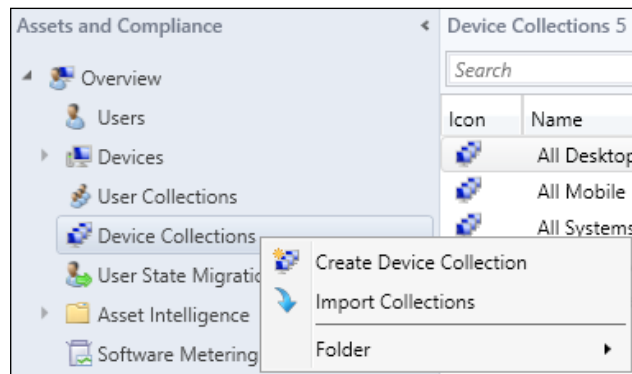 Assets and Compliance
Overview
Users
Devices
User Collections
Device Collections
User State Migratio
Asset Intelligence
Software Metering
Device Collections 5
Search
Icon Name
All Desktop
All Mobile
All Systems
Create Device Collection
Import Collections
Folder